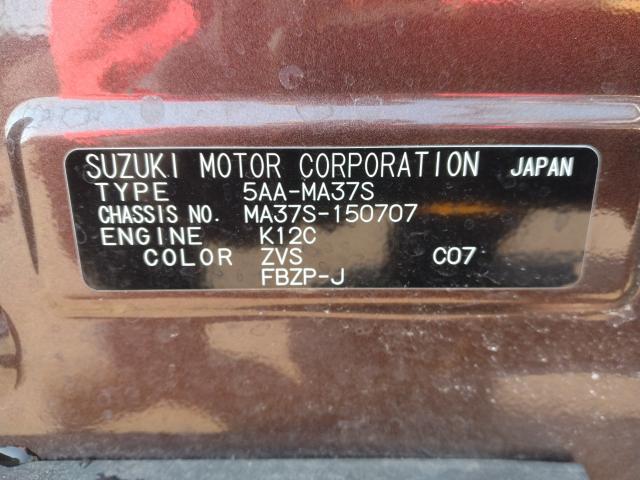 SUZUKI MOTOR CORPORATION JAPAN
TYPE 5AA-MA37S
CHASSIS NO. MA37S-150707
ENGINE K12C
COLOR ZVS C07
FBZP-J